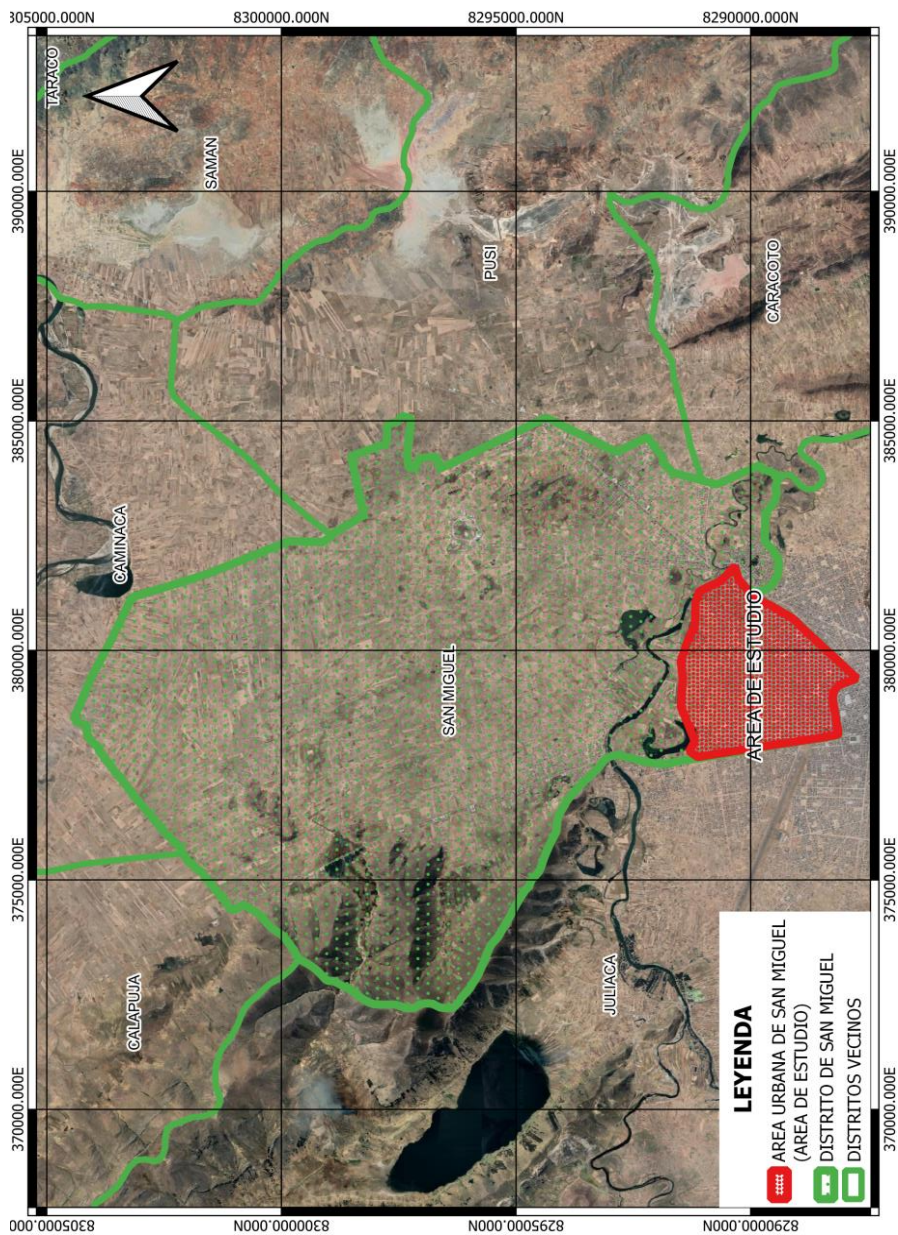 370000.000E
375000.000E
380000.000E
385000.000E
390000.000E
8305000.000
305000.000N
TARACO
CALAPUJA
CAMINACA
SAMAN
8300000.000N
8300000.000N
SAN MIGUEL
PUSI
8295000.000N
8295000.000N
JULIACA
CARACOTO
8290000.000N
8290000.000N
AREA DE ESTUDIO
LEYENDA
AREA URBANA DE SAN MIGUEL
(AREA DE ESTUDIO)
DISTRITO DE SAN MIGUEL
DISTRITOS VECINOS
370000.000E
375000.000E
380000.000E
385000.000E
390000.000E